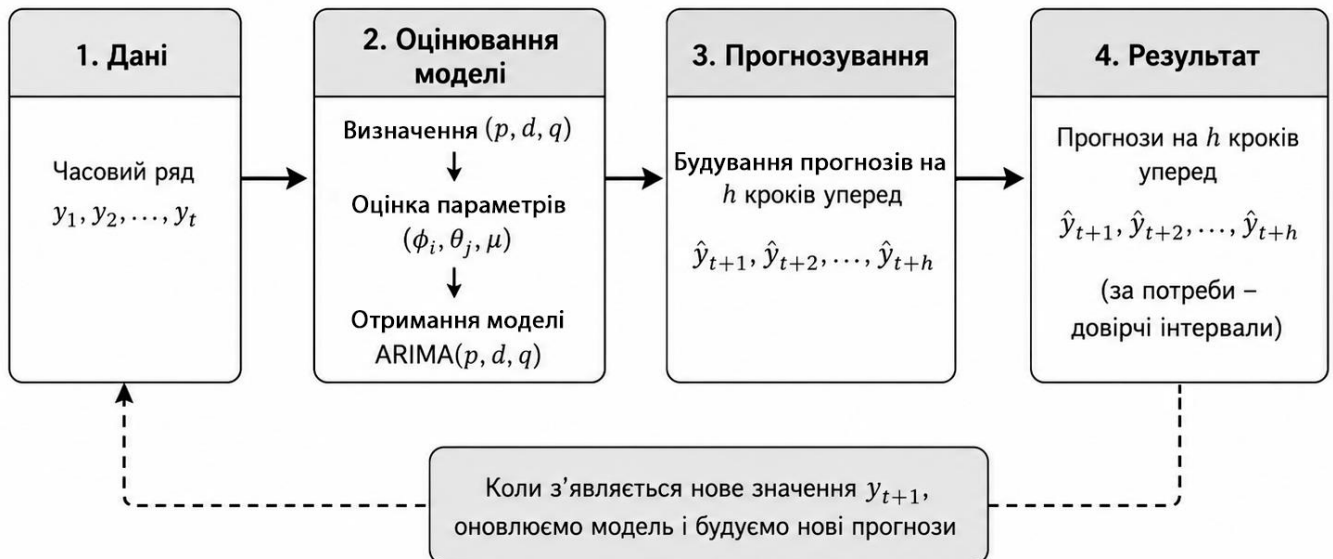 1. Дані
Часовий ряд
y₁, y₂, …, yₜ
2. Оцінювання
моделі
Визначення (p, d, q)
Оцінка параметрів
(ϕᵢ, θⱼ, μ)
Отримання моделі
ARIMA(p, d, q)
3. Прогнозування
Будування прогнозів на
h кроків уперед
ŷₜ₊₁, ŷₜ₊₂, …, ŷₜ₊ₕ
4. Результат
Прогнози на h кроків
уперед
ŷₜ₊₁, ŷₜ₊₂, …, ŷₜ₊ₕ
(за потреби –
довірчі інтервали)
Коли з’являється нове значення yₜ₊₁,
оновлюємо модель і будуємо нові прогнози